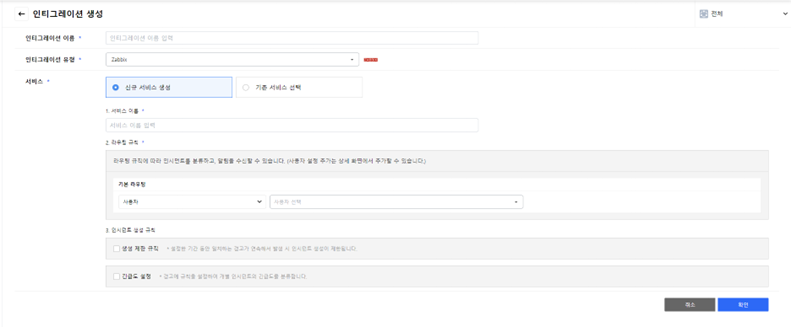 ← 인티그레이션 생성
전체
인티그레이션 이름 *
인티그레이션 이름 입력
인티그레이션 유형 *
Zabbix
서비스 *
신규 서비스 생성
기존 서비스 선택
1. 서비스 이름 *
서비스 이름 입력
2. 라우팅 규칙 *
라우팅 규칙에 따라 인시던트를 분류하고, 알림을 수신할 수 있습니다. (사용자 설정 추가는 상세 화면에서 추가할 수 있습니다.)
기본 라우팅
사용자
사용자 선택
3. 인시던트 생성 규칙
생성 제한 규칙
* 설정한 기간 동안 일치하는 경고가 연속해서 발생 시 인시던트 생성이 제한됩니다.
긴급도 설정
* 경고에 규칙을 설정하여 개별 인시던트의 긴급도를 분류합니다.
취소
확인